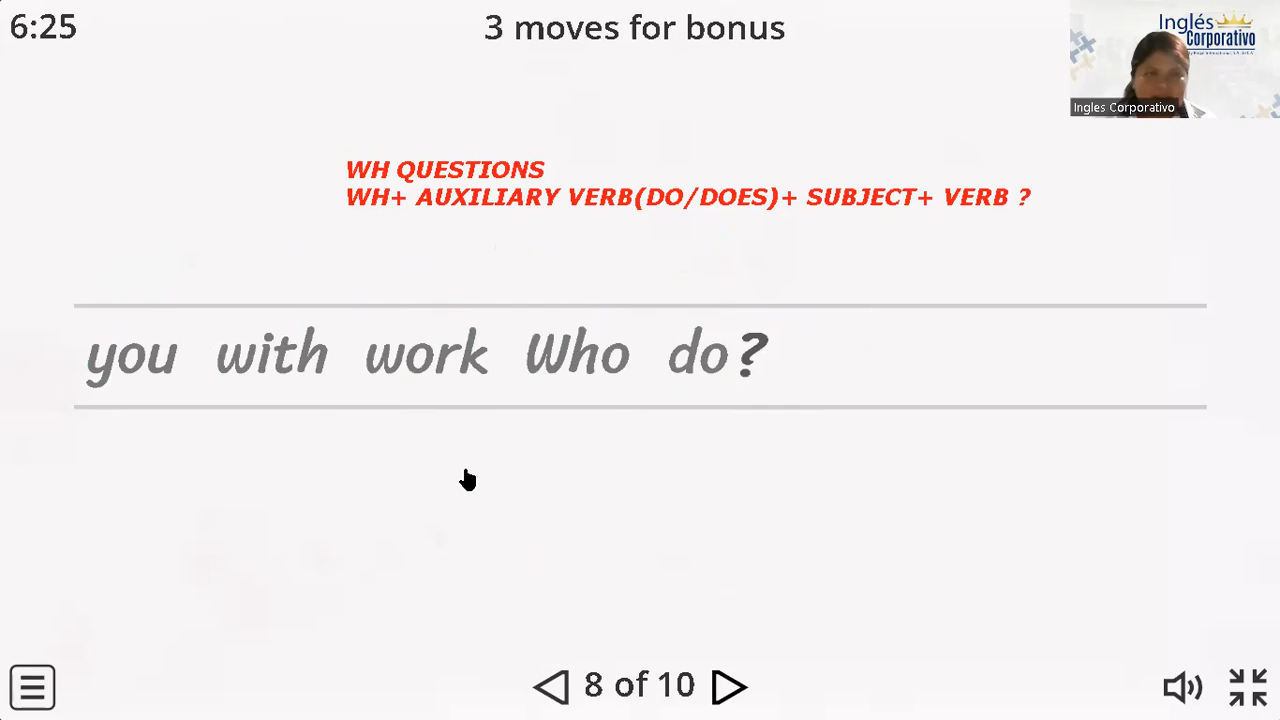 6:25
3 moves for bonus
Inglés
Corporativo
Ingles Corporativo
WH QUESTIONS
WH+ AUXILIARY VERB(DO/DOES)+ SUBJECT+ VERB ?
you with work Who do?
8 of 10